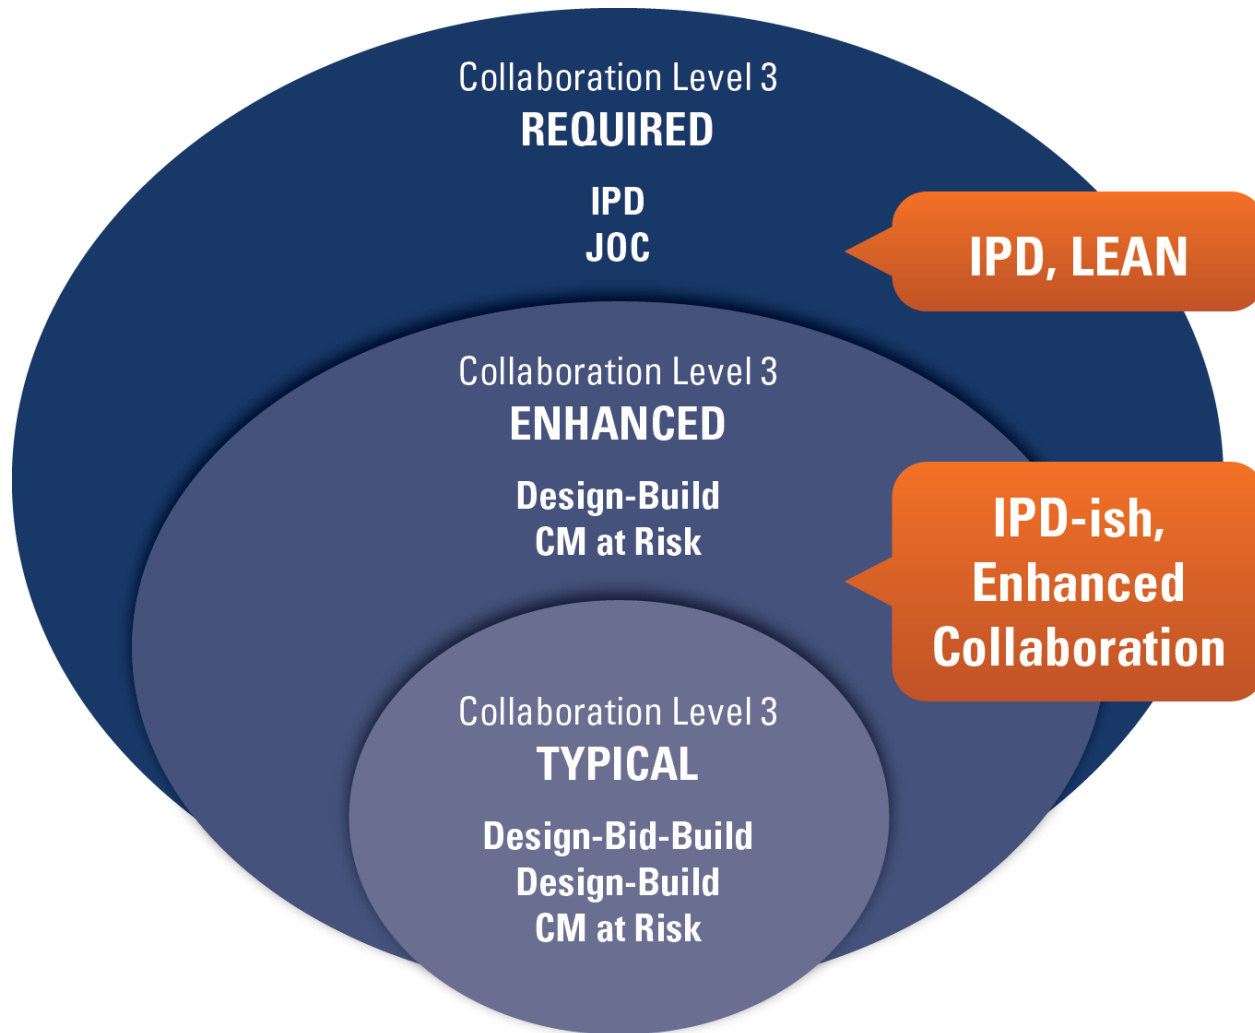 Collaboration Level 3
REQUIRED
IPD
JOC
IPD, LEAN
Collaboration Level 3
ENHANCED
Design-Build
CM at Risk
IPD-ish,
Enhanced
Collaboration
Collaboration Level 3
TYPICAL
Design-Bid-Build
Design-Build
CM at Risk